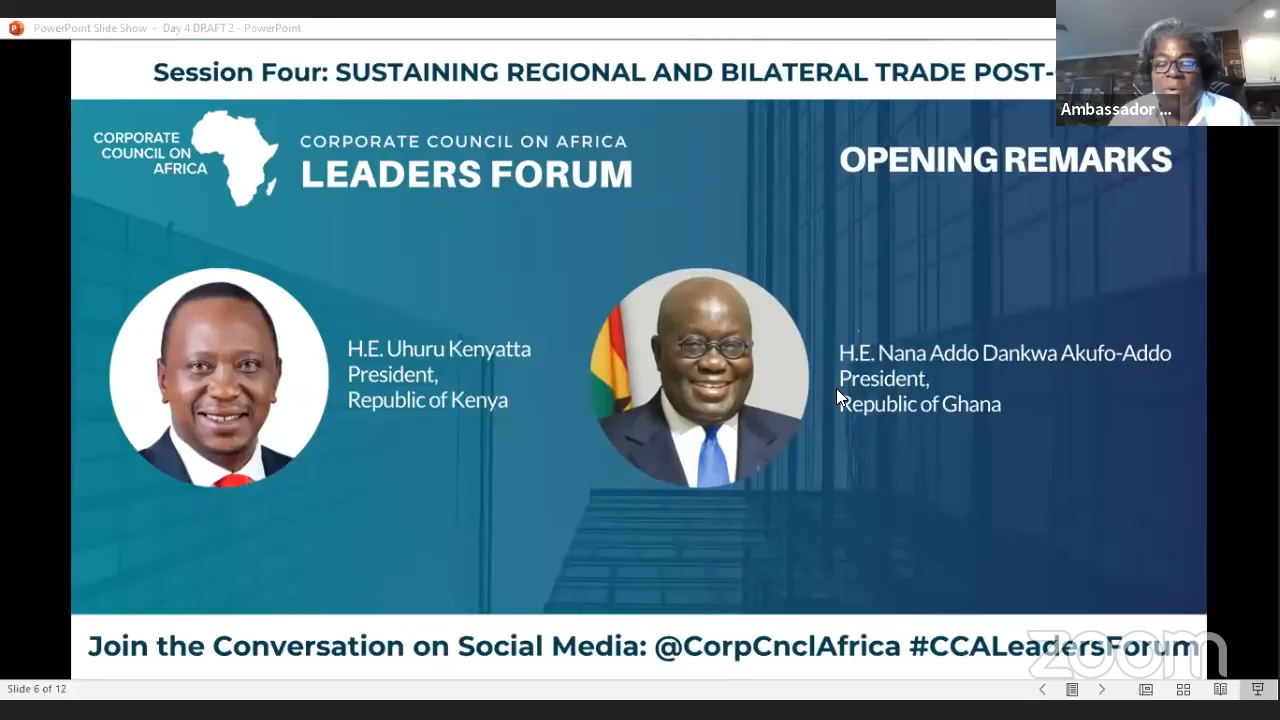 PowerPoint Slide Show - Day 4 DRAFT 2 - PowerPoint
Session Four: SUSTAINING REGIONAL AND BILATERAL TRADE POST-
Ambassador ...
CORPORATE
COUNCIL ON
AFRICA
CORPORATE COUNCIL ON AFRICA
LEADERS FORUM
OPENING REMARKS
H.E. Uhuru Kenyatta
President,
Republic of Kenya
H.E. Nana Addo Dankwa Akufo-Addo
President,
Republic of Ghana
Join the Conversation on Social Media: @CorpCnclAfrica #CCALeadersForum
zoom
Slide 6 of 12